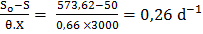 S₀−S / θ.X = 573,62−50 / 0,66 ×3000 = 0,26 d⁻¹